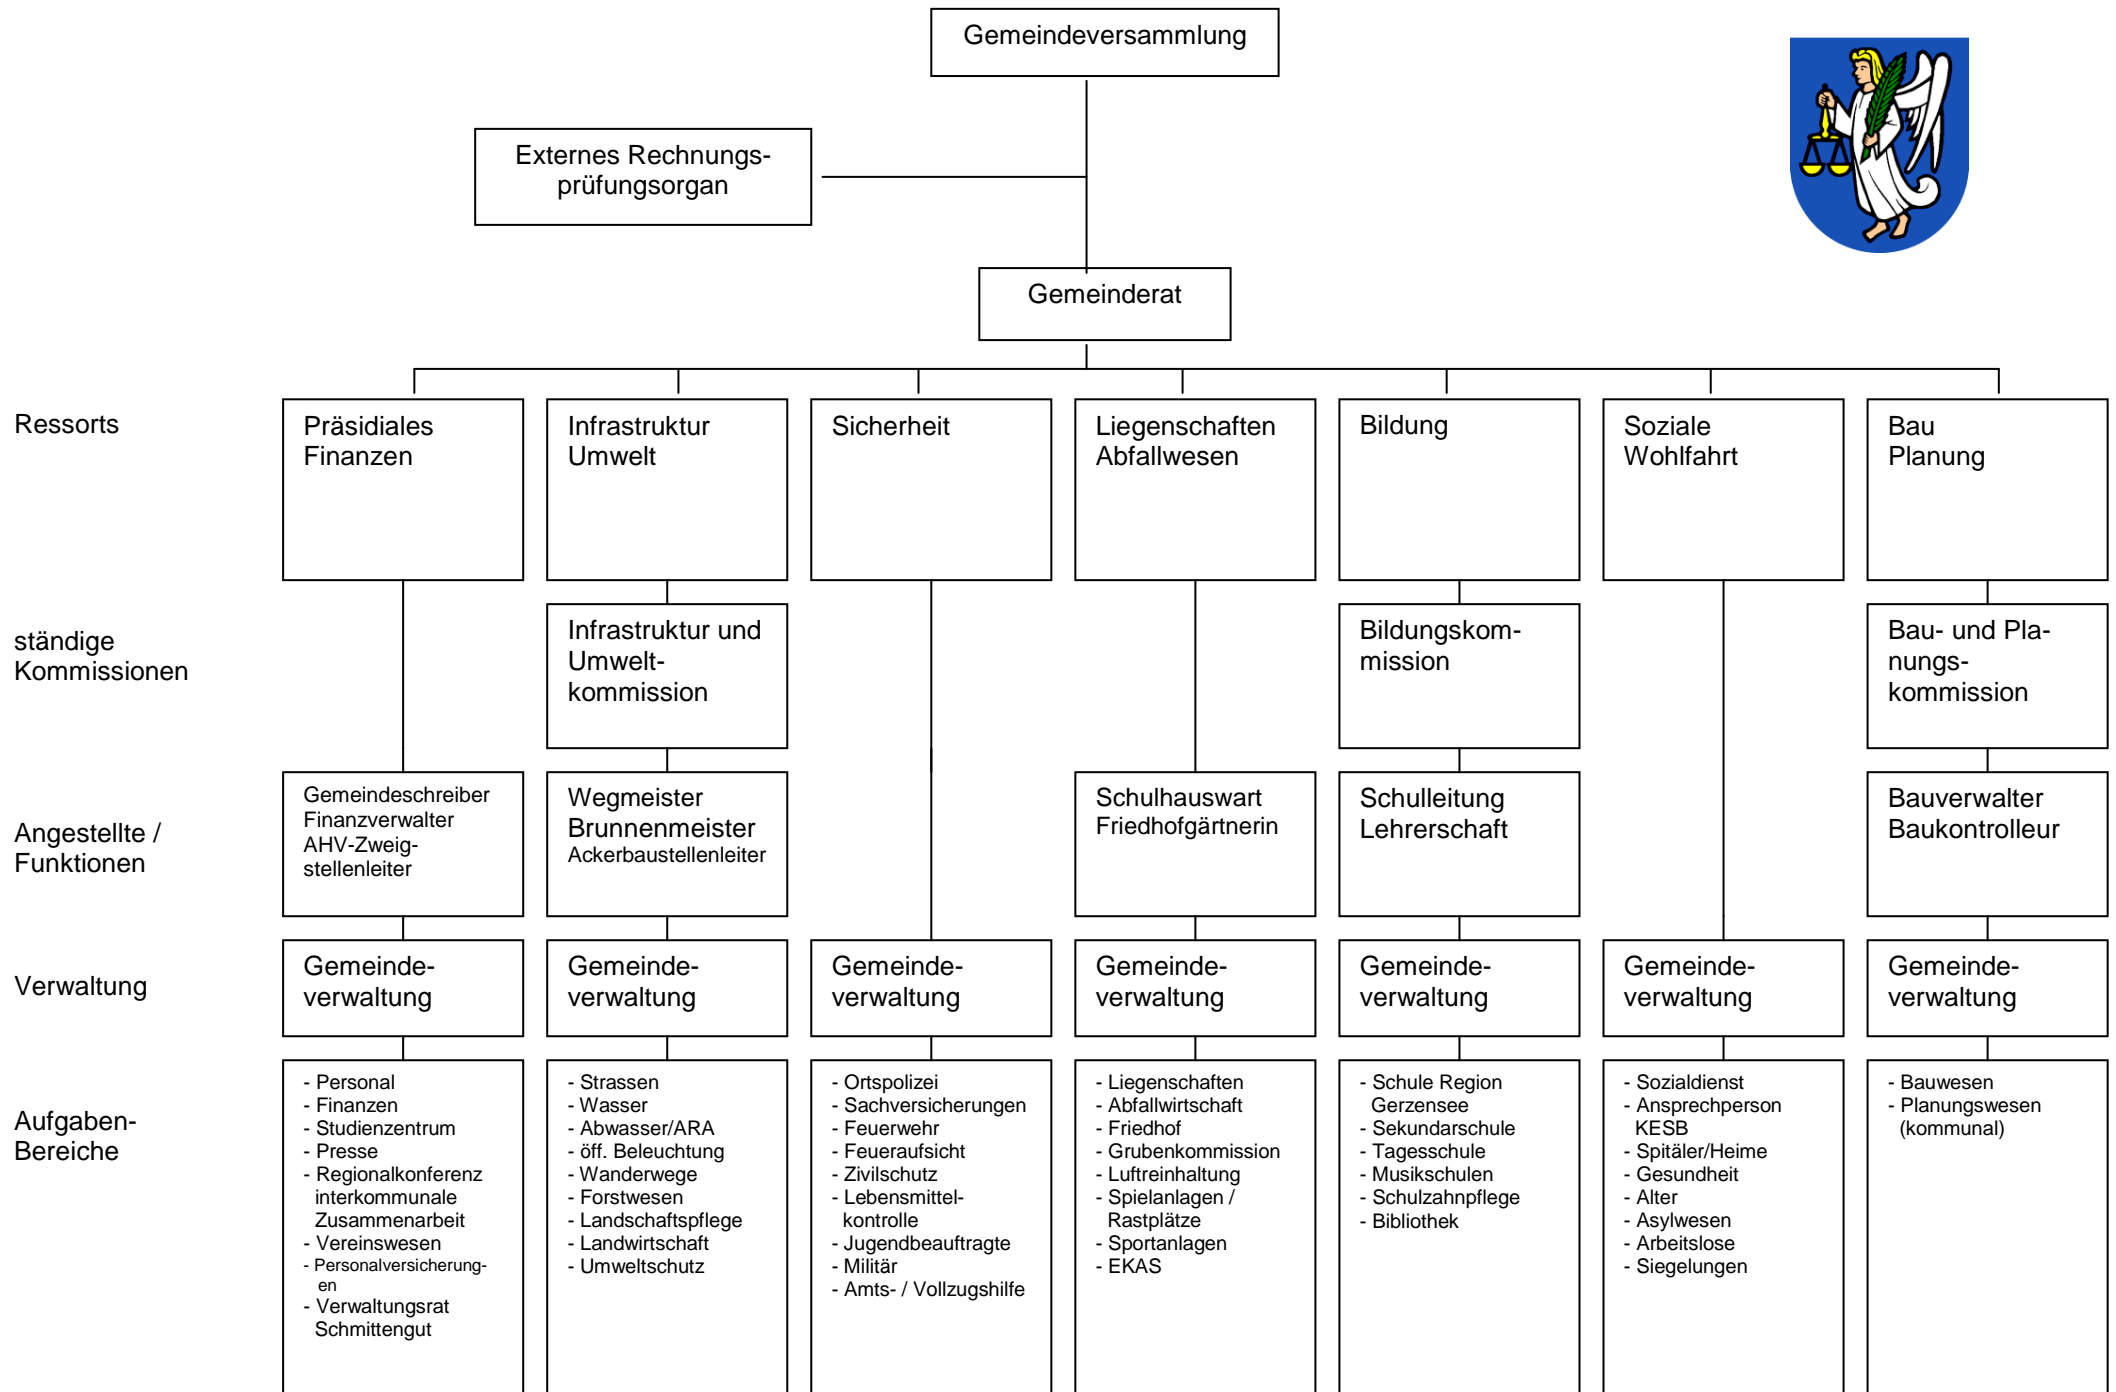 Gemeindeversammlung
Externes Rechnungs-
prüfungsorgan
Gemeinderat
Ressorts
Präsidiales
Finanzen
Infrastruktur
Umwelt
Sicherheit
Liegenschaften
Abfallwesen
Bildung
Soziale
Wohlfahrt
Bau
Planung
ständige
Kommissionen
Infrastruktur und
Umwelt-
kommission
Bildungskom-
mission
Bau- und Pla-
nungs-
kommission
Angestellte /
Funktionen
Gemeindeschreiber
Finanzverwalter
AHV-Zweig-
stellenleiter
Wegmeister
Brunnenmeister
Ackerbaustellenleiter
Schulhauswart
Friedhofgärtnerin
Schulleitung
Lehrerschaft
Bauverwalter
Baukontrolleur
Verwaltung
Gemeinde-
verwaltung
Gemeinde-
verwaltung
Gemeinde-
verwaltung
Gemeinde-
verwaltung
Gemeinde-
verwaltung
Gemeinde-
verwaltung
Gemeinde-
verwaltung
Aufgaben-
Bereiche
- Personal
- Finanzen
- Studienzentrum
- Presse
- Regionalkonferenz
interkommunale
Zusammenarbeit
- Vereinswesen
- Personalversicherung-
en
- Verwaltungsrat
Schmittengut
- Strassen
- Wasser
- Abwasser/ARA
- öff. Beleuchtung
- Wanderwege
- Forstwesen
- Landschaftspflege
- Landwirtschaft
- Umweltschutz
- Ortspolizei
- Sachversicherungen
- Feuerwehr
- Feueraufsicht
- Zivilschutz
- Lebensmittel-
kontrolle
- Jugendbeauftragte
- Militär
- Amts- / Vollzugshilfe
- Liegenschaften
- Abfallwirtschaft
- Friedhof
- Grubenkommission
- Luftreinhaltung
- Spielanlagen /
Rastplätze
- Sportanlagen
- EKAS
- Schule Region
Gerzensee
- Sekundarschule
- Tagesschule
- Musikschulen
- Schulzahnpflege
- Bibliothek
- Sozialdienst
- Ansprechperson
KESB
- Spitäler/Heime
- Gesundheit
- Alter
- Asylwesen
- Arbeitslose
- Siegelungen
- Bauwesen
- Planungswesen
(kommunal)